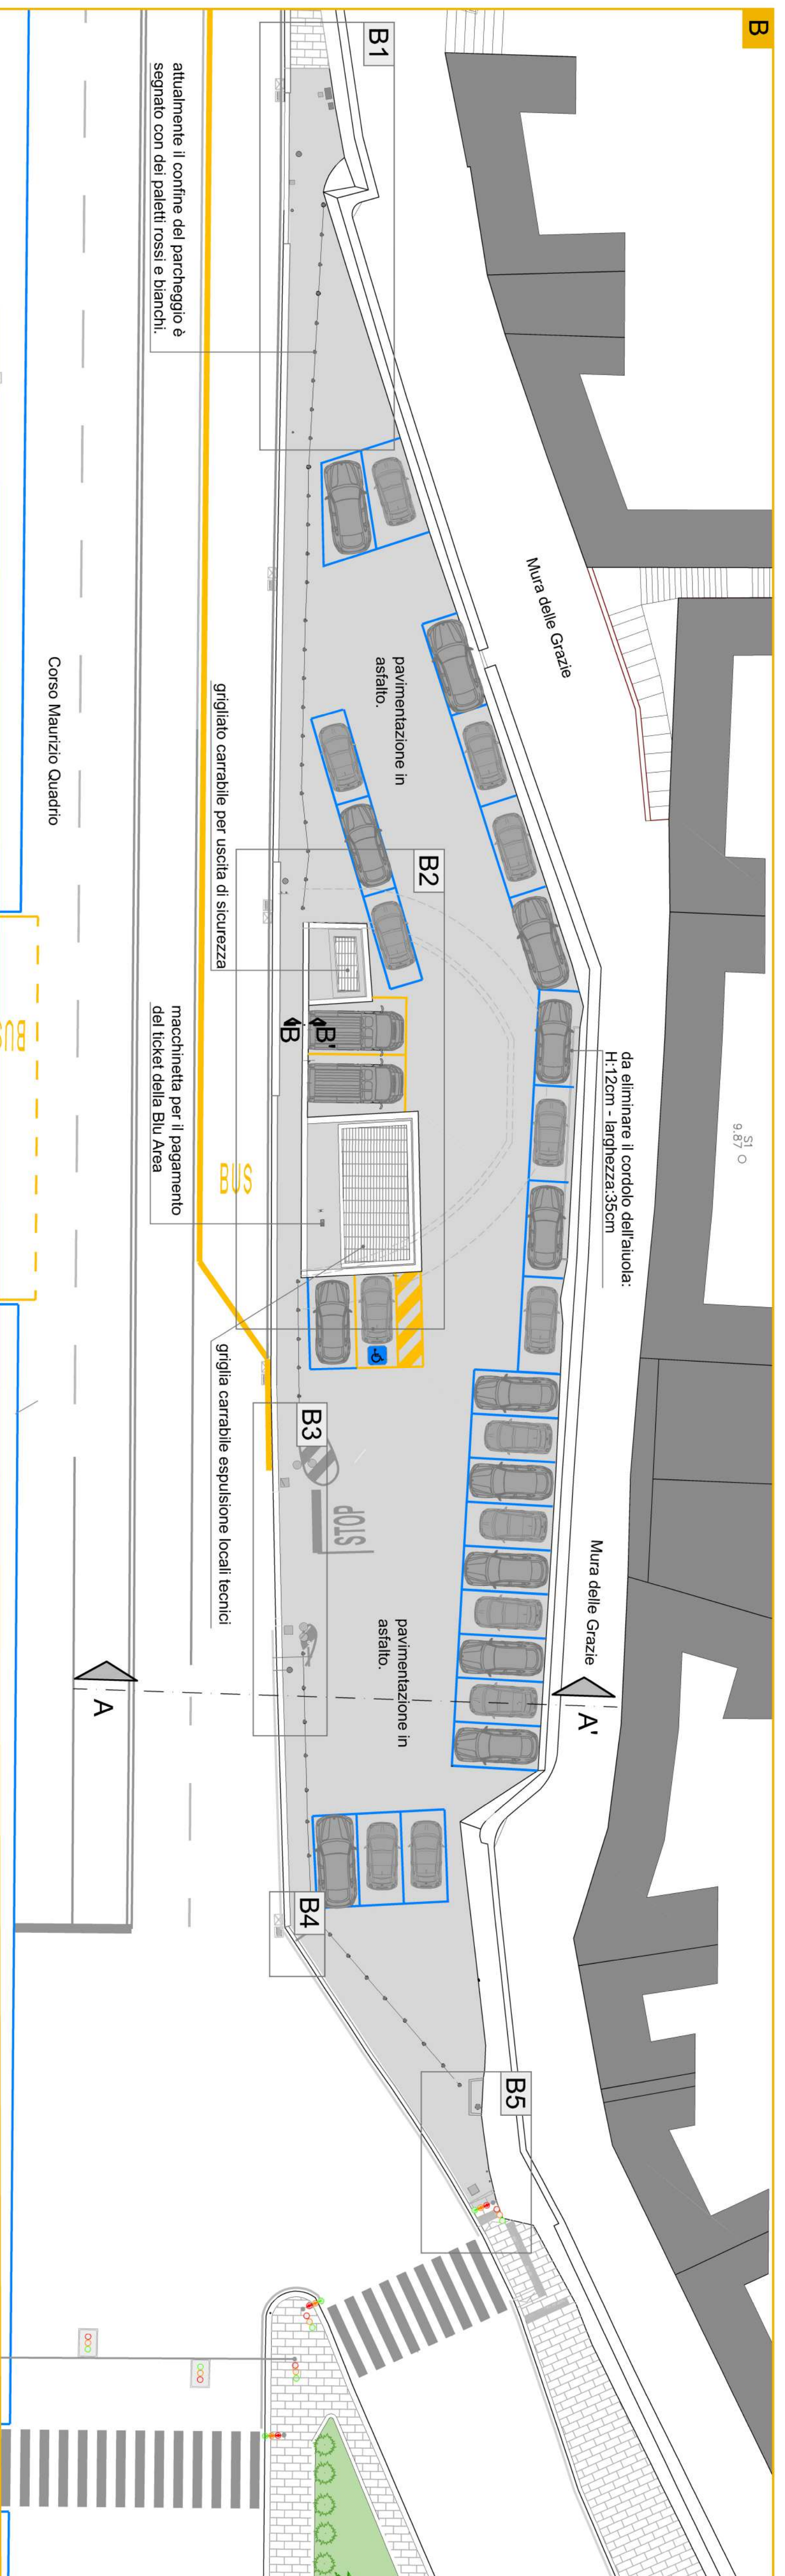 B
B1
attualmente il confine del parcheggio è
segnato con dei paletti rossi e bianchi.
Mura delle Grazie
pavimentazione in
asfalto.
Corso Maurizio Quadrio
grigliato carrabile per uscita di sicurezza
B2
B
B'
macchinetta per il pagamento
del ticket della Blu Area
da eliminare il cordolo dell'aiuola:
H:12cm - larghezza:35cm
S1
9.87
BUS
BUS
griglia carrabile espulsione locali tecnici
B3
STOP
Mura delle Grazie
pavimentazione in
asfalto.
A
A'
B4
B5